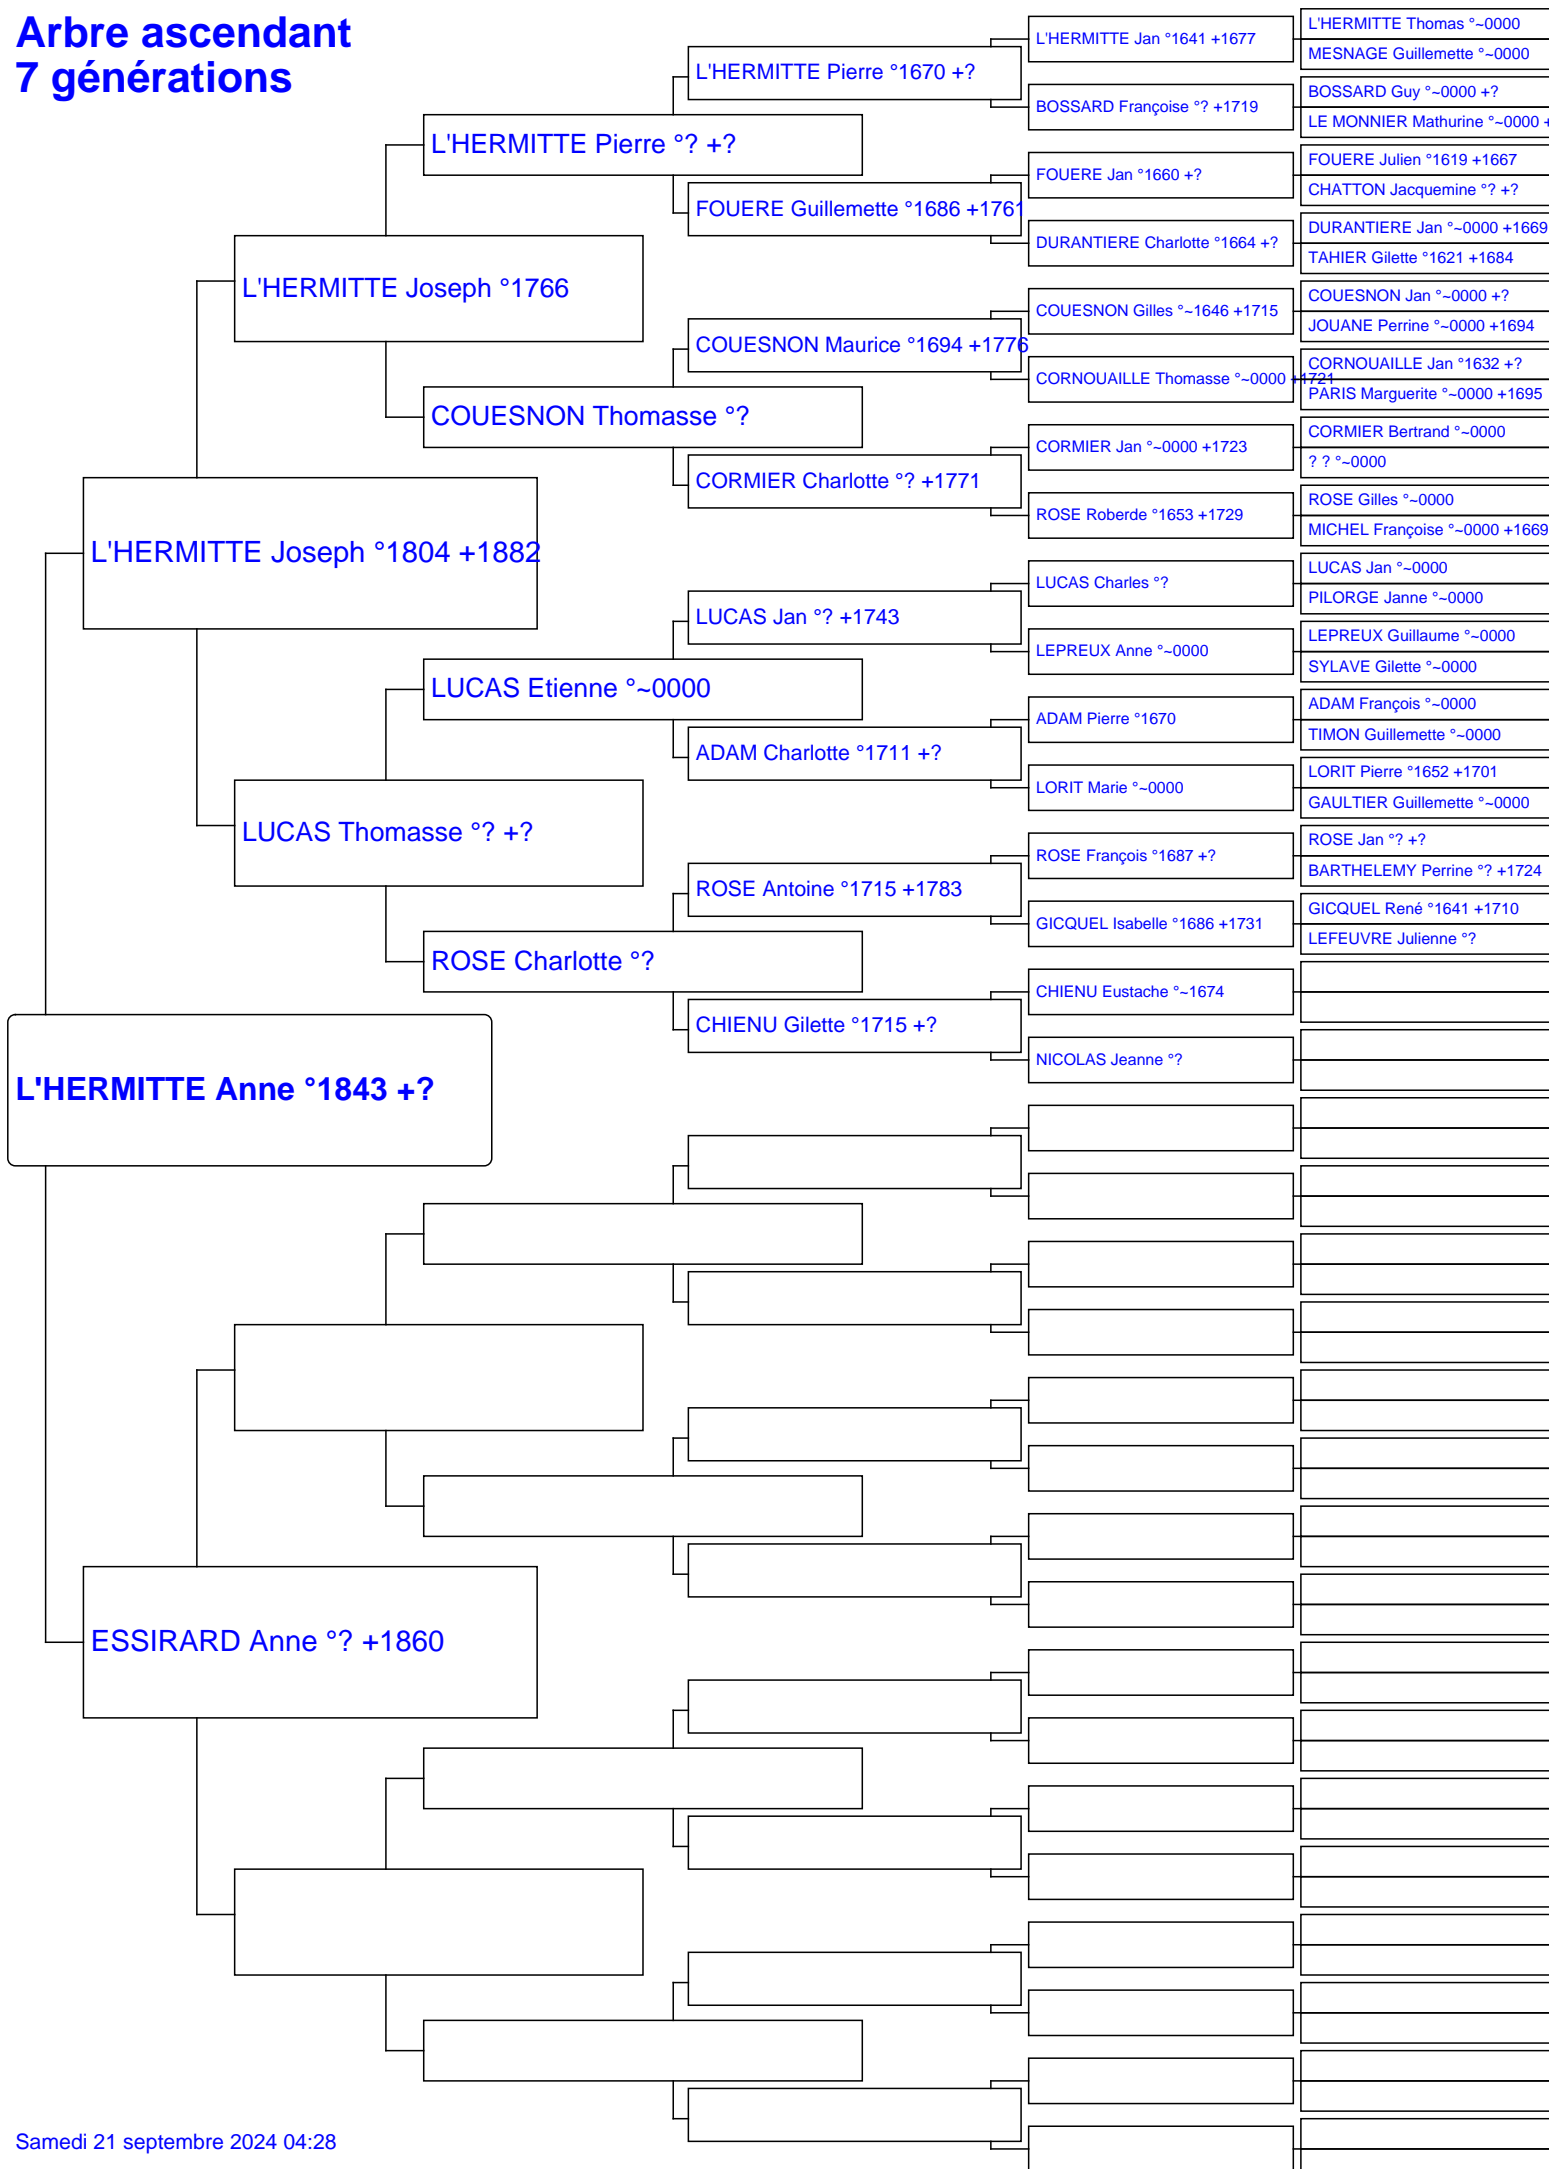 Arbre ascendant
7 générations
L'HERMITTE Anne °1843 +?
L'HERMITTE Joseph °1804 +1882
ESSIRARD Anne °? +1860
L'HERMITTE Joseph °1766
LUCAS Thomasse °? +?
L'HERMITTE Pierre °? +?
COUESNON Thomasse °?
LUCAS Etienne °~0000
ROSE Charlotte °?
L'HERMITTE Pierre °1670 +?
FOUERE Guillemette °1686 +1761
COUESNON Maurice °1694 +1776
CORMIER Charlotte °? +1771
LUCAS Jan °? +1743
ADAM Charlotte °1711 +?
ROSE Antoine °1715 +1783
CHIENU Gilette °1715 +?
L'HERMITTE Jan °1641 +1677
BOSSARD Françoise °? +1719
FOUERE Jan °1660 +?
DURANTIERE Charlotte °1664 +?
COUESNON Gilles °~1646 +1715
CORNOUAILLE Thomasse °~0000 +1721
CORMIER Jan °~0000 +1723
ROSE Roberde °1653 +1729
LUCAS Charles °?
LEPREUX Anne °~0000
ADAM Pierre °1670
LORIT Marie °~0000
ROSE François °1687 +?
GICQUEL Isabelle °1686 +1731
CHIENU Eustache °~1674
NICOLAS Jeanne °?
L'HERMITTE Thomas °~0000
MESNAGE Guillemette °~0000
BOSSARD Guy °~0000 +?
LE MONNIER Mathurine °~0000 +
FOUERE Julien °1619 +1667
CHATTON Jacquemine °? +?
DURANTIERE Jan °~0000 +1669
TAHIER Gilette °1621 +1684
COUESNON Jan °~0000 +?
JOUANE Perrine °~0000 +1694
CORNOUAILLE Jan °1632 +?
PARIS Marguerite °~0000 +1695
CORMIER Bertrand °~0000
? ? °~0000
ROSE Gilles °~0000
MICHEL Françoise °~0000 +1669
LUCAS Jan °~0000
PILORGE Janne °~0000
LEPREUX Guillaume °~0000
SYLAVE Gilette °~0000
ADAM François °~0000
TIMON Guillemette °~0000
LORIT Pierre °1652 +1701
GAULTIER Guillemette °~0000
ROSE Jan °? +?
BARTHELEMY Perrine °? +1724
GICQUEL René °1641 +1710
LEFEUVRE Julienne °?
Samedi 21 septembre 2024 04:28